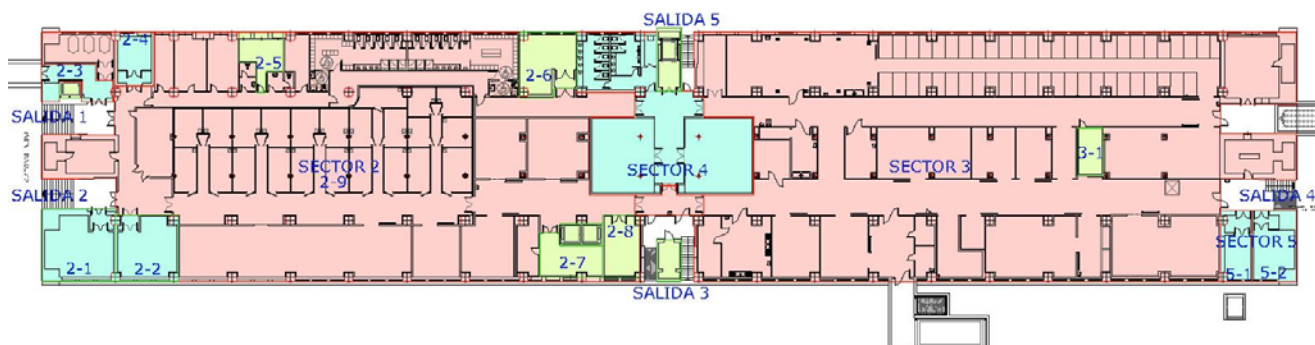 SALIDA 5
2-4
2-5
2-3
2-6
SALIDA 1
3-1
SECTOR 2
SECTOR 4
SECTOR 3
2-9
SALIDA 2
SALIDA 4
2-8
SECTOR 5
2-1
2-2
2-7
5-1
5-2
SALIDA 3